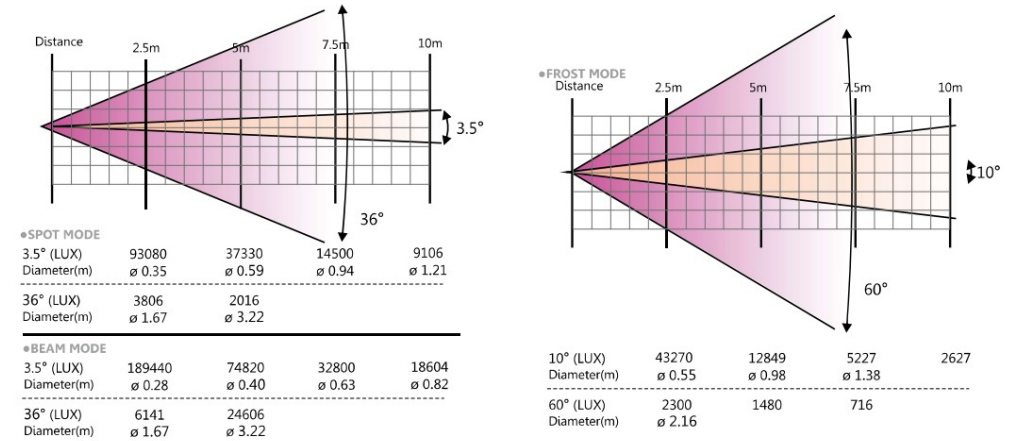 Distance 2.5m 5m 7.5m 10m
3.5°
36°
●SPOT MODE
3.5° (LUX) 93080 37330 14500 9106
Diameter(m) ø 0.35 ø 0.59 ø 0.94 ø 1.21
36° (LUX) 3806 2016
Diameter(m) ø 1.67 ø 3.22
●BEAM MODE
3.5° (LUX) 189440 74820 32800 18604
Diameter(m) ø 0.28 ø 0.40 ø 0.63 ø 0.82
36° (LUX) 6141 24606
Diameter(m) ø 1.67 ø 3.22
●FROST MODE
Distance 2.5m 5m 7.5m 10m
10°
60°
10° (LUX) 43270 12849 5227 2627
Diameter(m) ø 0.55 ø 0.98 ø 1.38
60° (LUX) 2300 1480 716
Diameter(m) ø 2.16